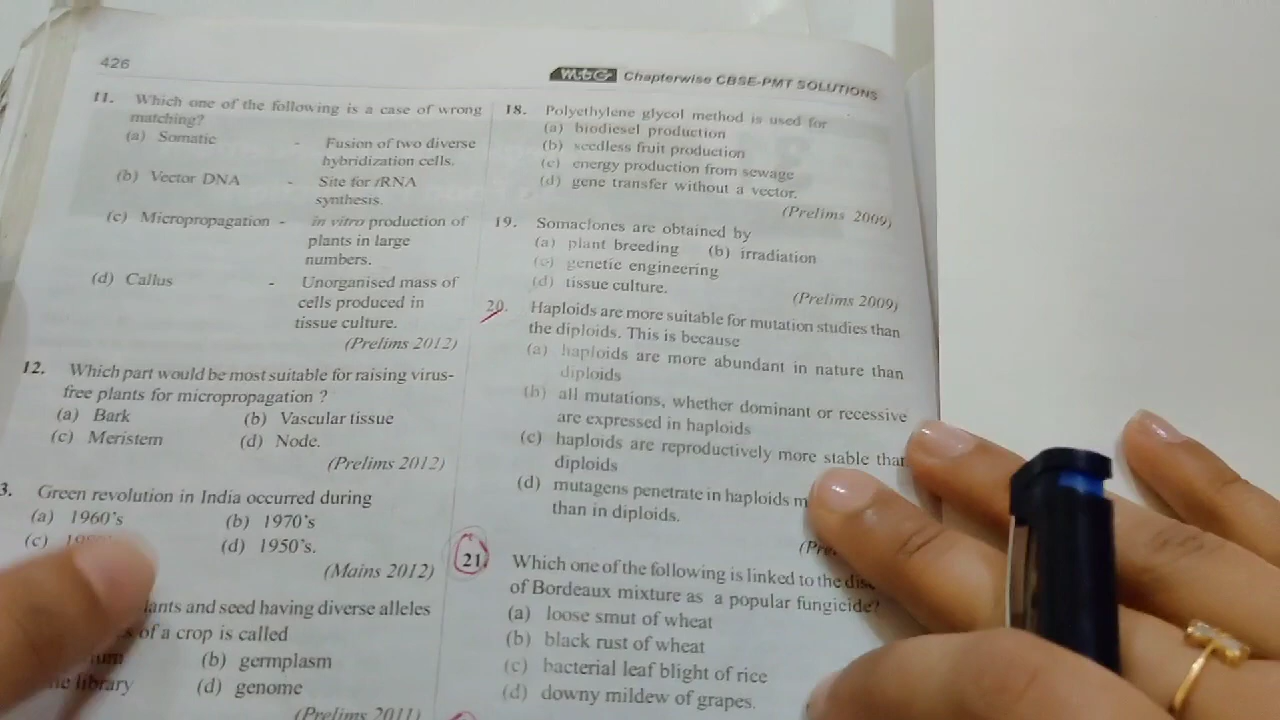 426
mtG Chapterwise CBSE-PMT SOLUTIONS
11. Which one of the following is a case of wrong
matching?
(a) Somatic - Fusion of two diverse
hybridization cells.
(b) Vector DNA - Site for tRNA
synthesis.
(c) Micropropagation - in vitro production of
plants in large
numbers.
(d) Callus - Unorganised mass of
cells produced in
tissue culture.
(Prelims 2012)
12. Which part would be most suitable for raising virus-
free plants for micropropagation ?
(a) Bark (b) Vascular tissue
(c) Meristem (d) Node.
(Prelims 2012)
3. Green revolution in India occurred during
(a) 1960's (b) 1970's
(c) (d) 1950's.
(Mains 2012)
lants and seed having diverse alleles
of a crop is called
(b) germplasm
library (d) genome
(Prelims 2011)
18. Polyethylene glycol method is used for
(a) biodiesel production
(b) seedless fruit production
(c) energy production from sewage
(d) gene transfer without a vector.
(Prelims 2009)
19. Somaclones are obtained by
(a) plant breeding (b) irradiation
(c) genetic engineering
(d) tissue culture.
(Prelims 2009)
20. Haploids are more suitable for mutation studies than
the diploids. This is because
(a) haploids are more abundant in nature than
diploids
(b) all mutations, whether dominant or recessive
are expressed in haploids
(c) haploids are reproductively more stable that
diploids
(d) mutagens penetrate in haploids m
than in diploids.
(Pre
21. Which one of the following is linked to the disc
of Bordeaux mixture as a popular fungicide?
(a) loose smut of wheat
(b) black rust of wheat
(c) bacterial leaf blight of rice
(d) downy mildew of grapes.